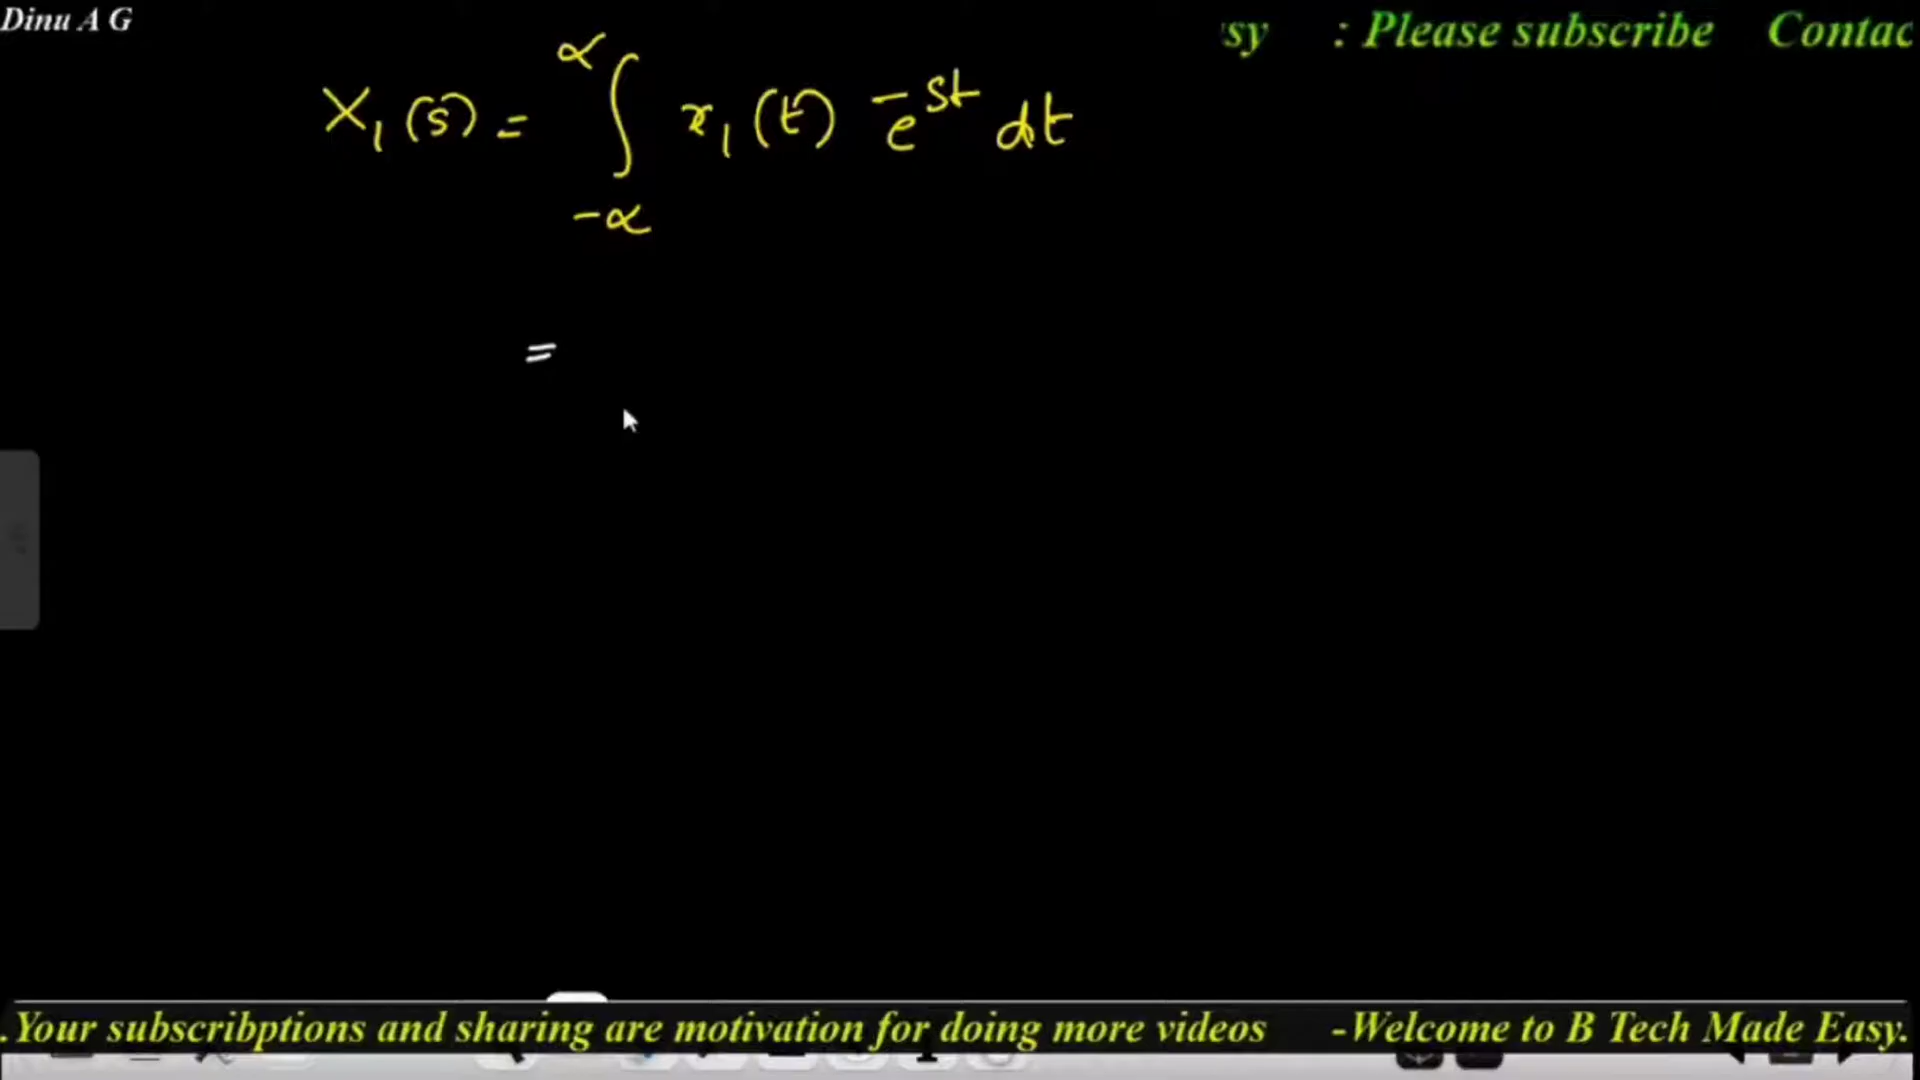 Dinu A G
sy : Please subscribe Contac
∝
X₁(s) = ∫ x₁(t) e⁻ˢᵗ dt
-∝
=
.Your subscribptions and sharing are motivation for doing more videos -Welcome to B Tech Made Easy.